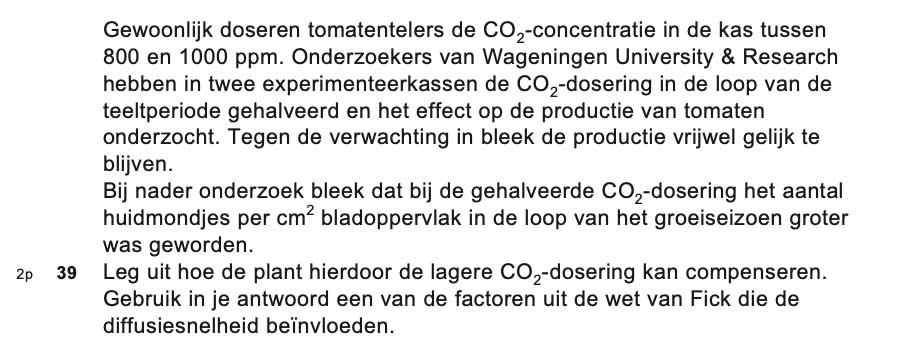 Gewoonlijk doseren tomatentelers de CO₂-concentratie in de kas tussen
800 en 1000 ppm. Onderzoekers van Wageningen University & Research
hebben in twee experimenteerkassen de CO₂-dosering in de loop van de
teeltperiode gehalveerd en het effect op de productie van tomaten
onderzocht. Tegen de verwachting in bleek de productie vrijwel gelijk te
blijven.
Bij nader onderzoek bleek dat bij de gehalveerde CO₂-dosering het aantal
huidmondjes per cm² bladoppervlak in de loop van het groeiseizoen groter
was geworden.
2p 39 Leg uit hoe de plant hierdoor de lagere CO₂-dosering kan compenseren.
Gebruik in je antwoord een van de factoren uit de wet van Fick die de
diffusiesnelheid beïnvloeden.